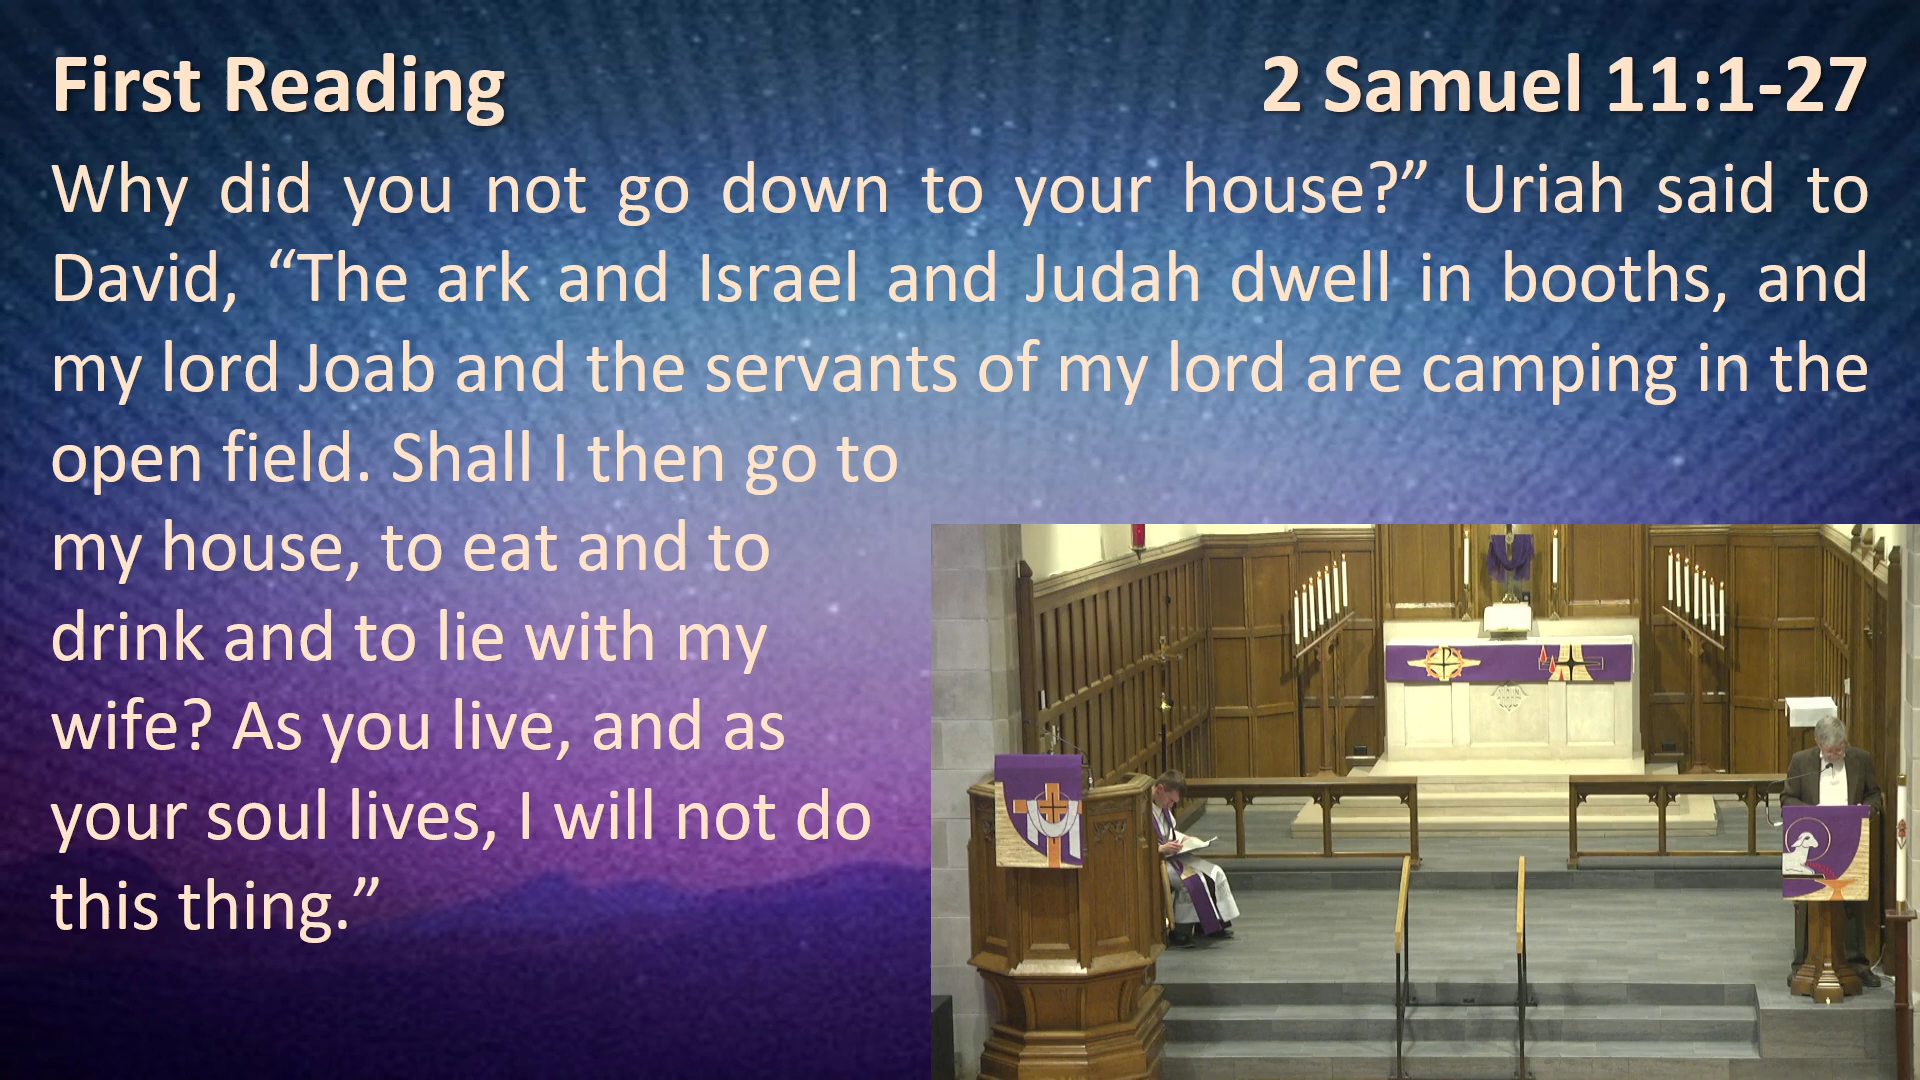 First Reading 2 Samuel 11:1-27
Why did you not go down to your house?” Uriah said to
David, “The ark and Israel and Judah dwell in booths, and
my lord Joab and the servants of my lord are camping in the
open field. Shall I then go to
my house, to eat and to
drink and to lie with my
wife? As you live, and as
your soul lives, I will not do
this thing.”